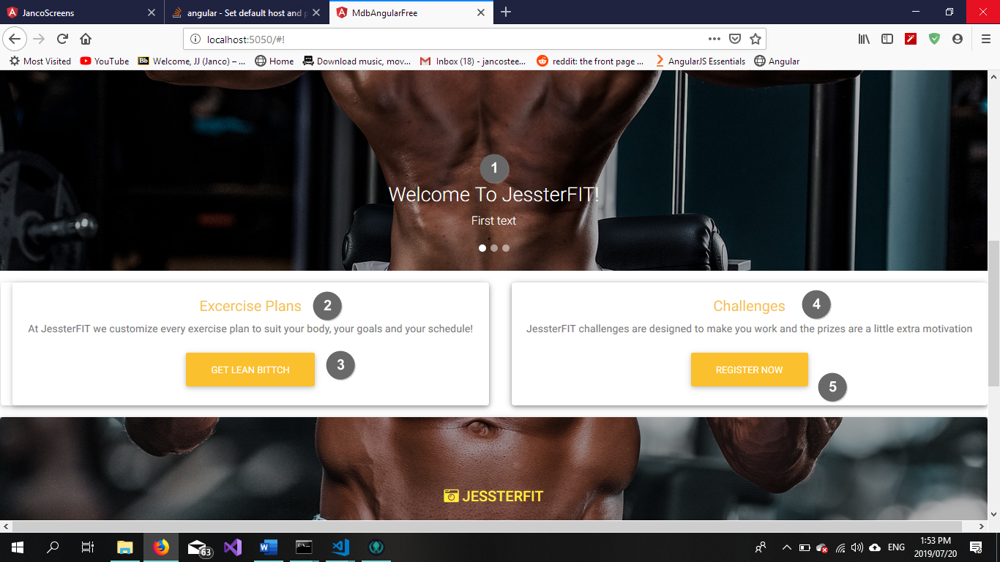 JancoScreens
angular - Set default host and p
MdbAngularFree
localhost:5050/#!
Most Visited
YouTube
Bb
Welcome, JJ (Janco) – ...
Home
Download music, mov...
Inbox (18) - jancostee...
reddit: the front page ...
AngularJS Essentials
Angular
1
Welcome To JessterFIT!
First text
Excercise Plans
2
At JessterFIT we customize every exercise plan to suit your body, your goals and your schedule!
GET LEAN BITTCH
3
Challenges
4
JessterFIT challenges are designed to make you work and the prizes are a little extra motivation
REGISTER NOW
5
JESSTERFIT
63
ENG
1:53 PM
2019/07/20